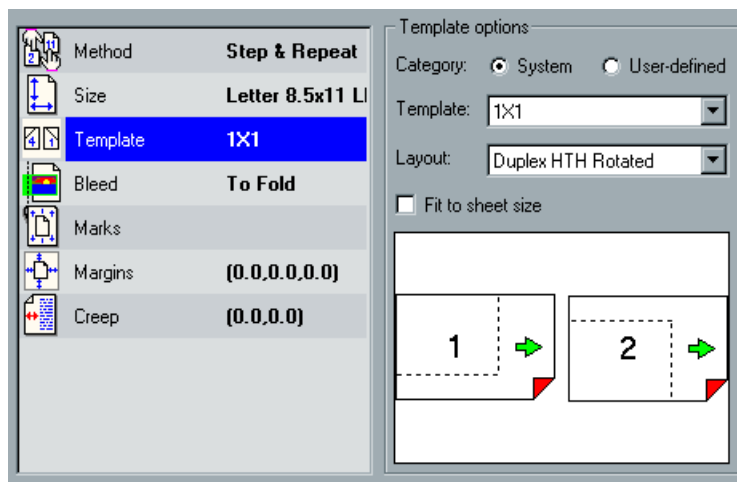 Method Step & Repeat
Size Letter 8.5x11 L
Template 1X1
Bleed To Fold
Marks
Margins (0.0,0.0,0.0)
Creep (0.0,0.0)
Template options
Category: System User-defined
Template: 1X1
Layout: Duplex HTH Rotated
Fit to sheet size
1 2